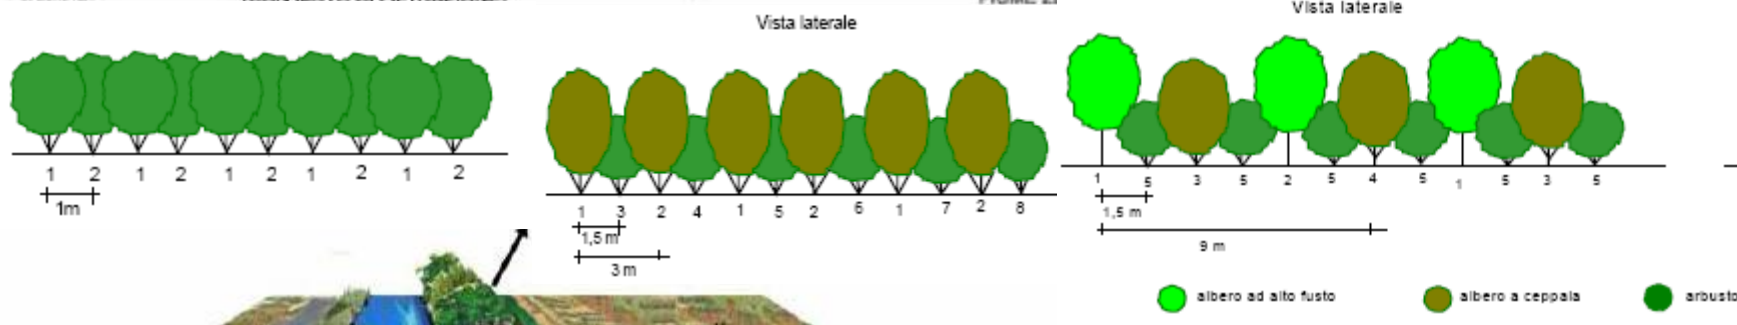 Vista laterale
Vista laterale
1 2 1 2 1 2 1 2 1 2
1m
1 3 2 4 1 5 2 6 1 7 2 8
1,5 m
3 m
1 5 3 5 2 5 4 5 1 5 3 5
1,5 m
9 m
albero ad alto fusto
albero a ceppaia
arbusto